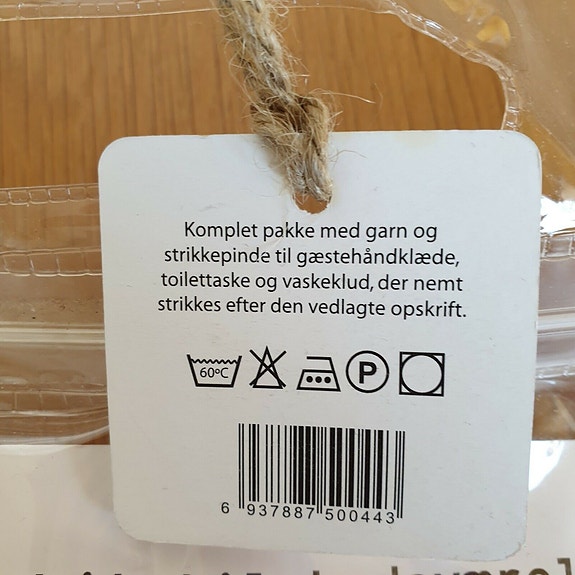 Komplet pakke med garn og
strikkepinde til gæstehåndklæde,
toilettaske og vaskeklud, der nemt
strikkes efter den vedlagte opskrift.
60ºC
P
6 937887 500443